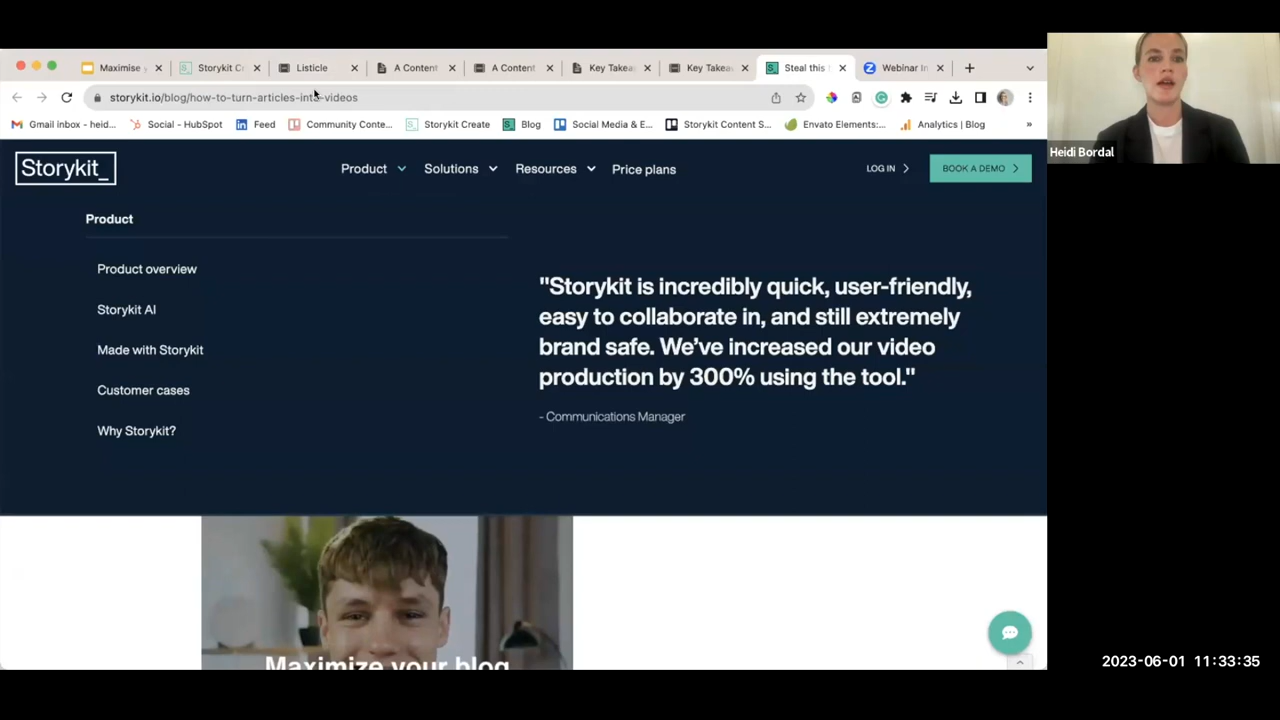 Maximise
Storykit Cr
Listicle
A Content
A Content
Key Takea
Key Takea
Steal this
Webinar In
storykit.io/blog/how-to-turn-articles-into-videos
Gmail inbox - heid...
Social - HubSpot
Feed
Community Conte...
Storykit Create
Blog
Social Media & E...
Storykit Content S...
Envato Elements:...
Analytics | Blog
»
Storykit_
Product
Solutions
Resources
Price plans
LOG IN
BOOK A DEMO
Product
Product overview
Storykit AI
Made with Storykit
Customer cases
Why Storykit?
"Storykit is incredibly quick, user-friendly,
easy to collaborate in, and still extremely
brand safe. We've increased our video
production by 300% using the tool."
- Communications Manager
Maximize your blog
Heidi Bordal
2023-06-01 11:33:35